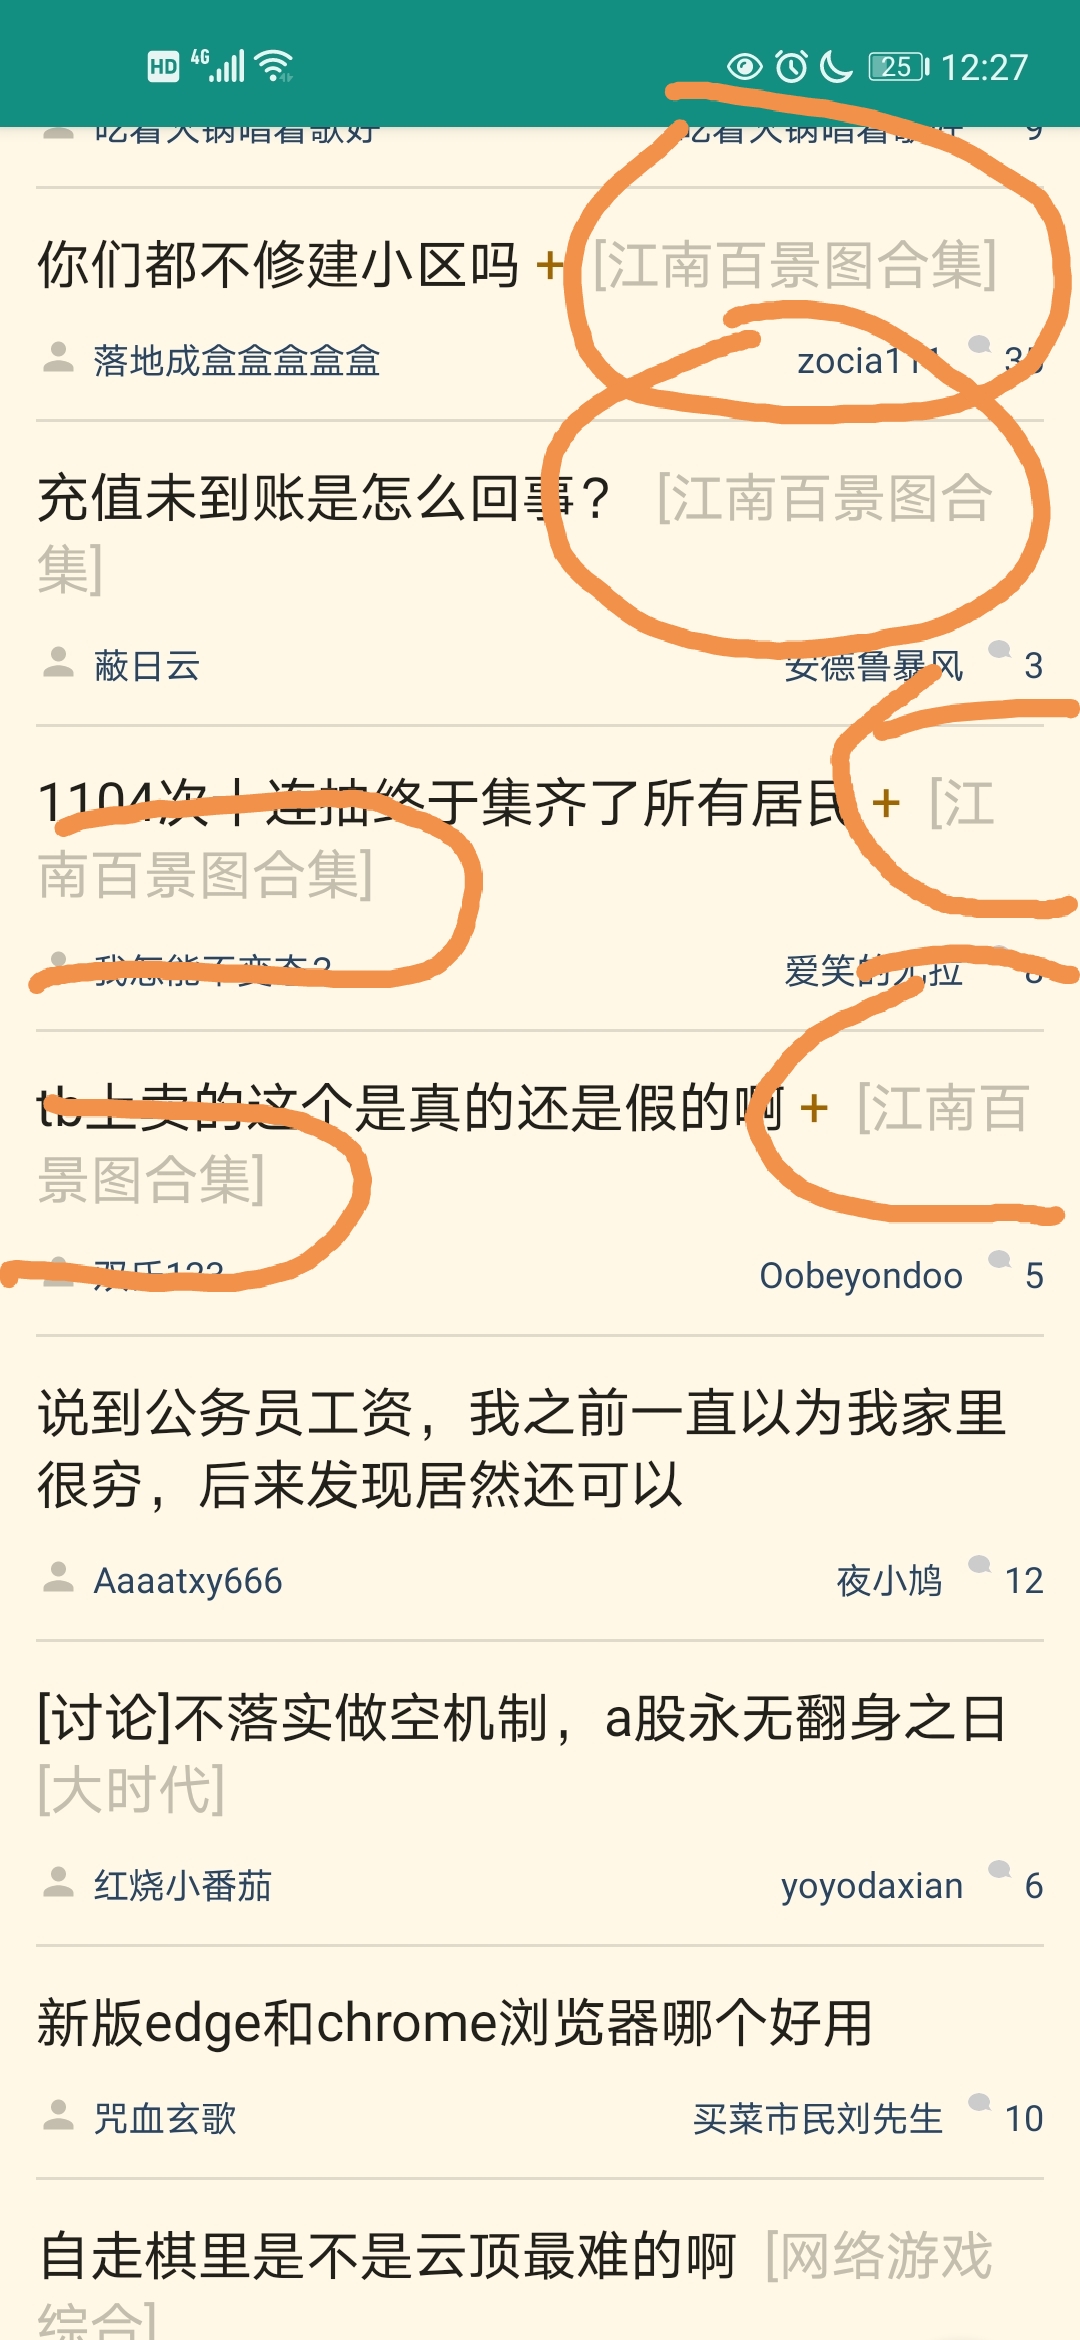 HD 4G 25 12:27
吃着火锅唱着歌好 吃着火锅唱着歌好 9
你们都不修建小区吗 + [江南百景图合集]
落地成盒盒盒盒盒 zocia111 35
充值未到账是怎么回事? [江南百景图合
集]
蔽日云 安德鲁暴风 3
1104次丨连抽终于集齐了所有居民 + [江
南百景图合集]
我怎能不变态? 爱笑的尤拉 8
tb上卖的这个是真的还是假的啊 + [江南百
景图合集]
双氏123 Oobeyondoo 5
说到公务员工资，我之前一直以为我家里
很穷，后来发现居然还可以
Aaaatxy666 夜小鸠 12
[讨论]不落实做空机制，a股永无翻身之日
[大时代]
红烧小番茄 yoyodaxian 6
新版edge和chrome浏览器哪个好用
咒血玄歌 买菜市民刘先生 10
自走棋里是不是云顶最难的啊 [网络游戏
综合]